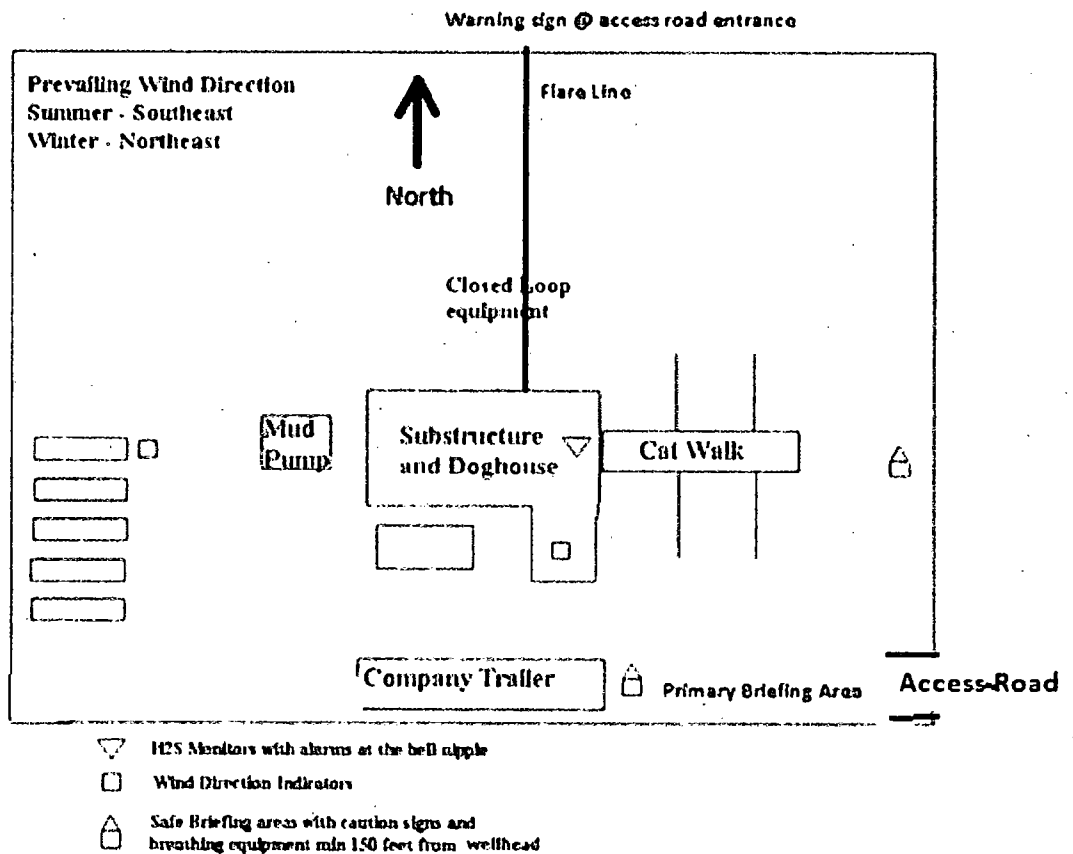 Warning sign @ access road entrance
Prevailing Wind Direction
Summer - Southeast
Winter - Northeast
North
Flare Line
Closed Loop
equipment
Mud
Pump
Substructure
and Doghouse
Cat Walk
Company Trailer
Primary Briefing Area
Access Road
H2S Monitors with alarms at the bell nipple
Wind Direction Indicators
Safe Briefing areas with caution signs and
breathing equipment min 150 feet from wellhead